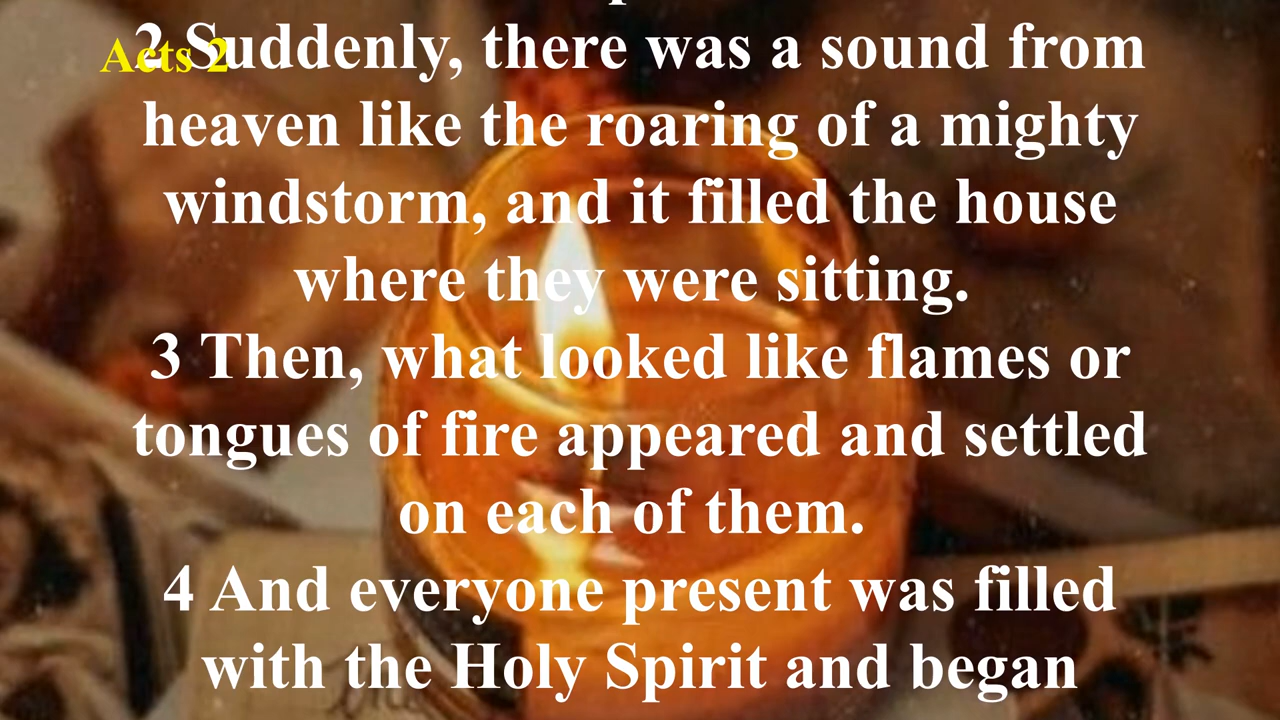 Acts 2
2 Suddenly, there was a sound from
heaven like the roaring of a mighty
windstorm, and it filled the house
where they were sitting.
3 Then, what looked like flames or
tongues of fire appeared and settled
on each of them.
4 And everyone present was filled
with the Holy Spirit and began